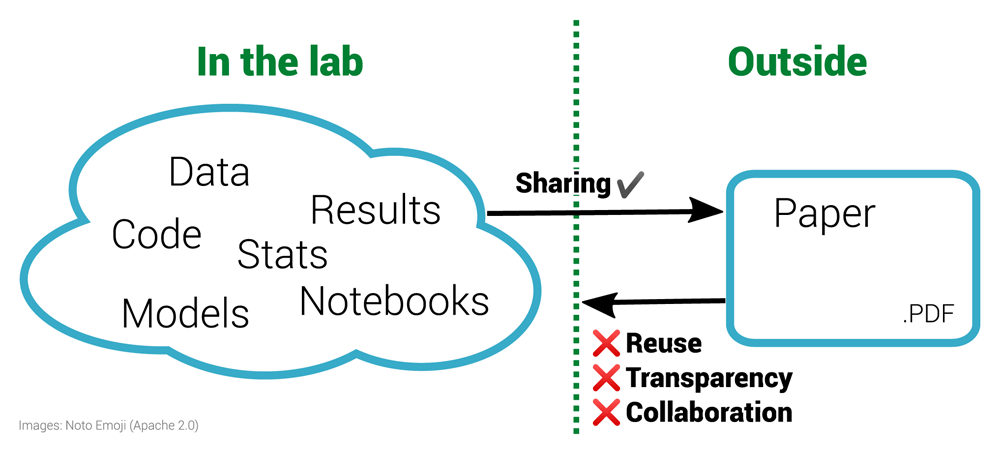 In the lab
Outside
Data
Results
Code
Stats
Models
Notebooks
Sharing ✔
Paper
.PDF
❌ Reuse
❌ Transparency
❌ Collaboration
Images: Noto Emoji (Apache 2.0)